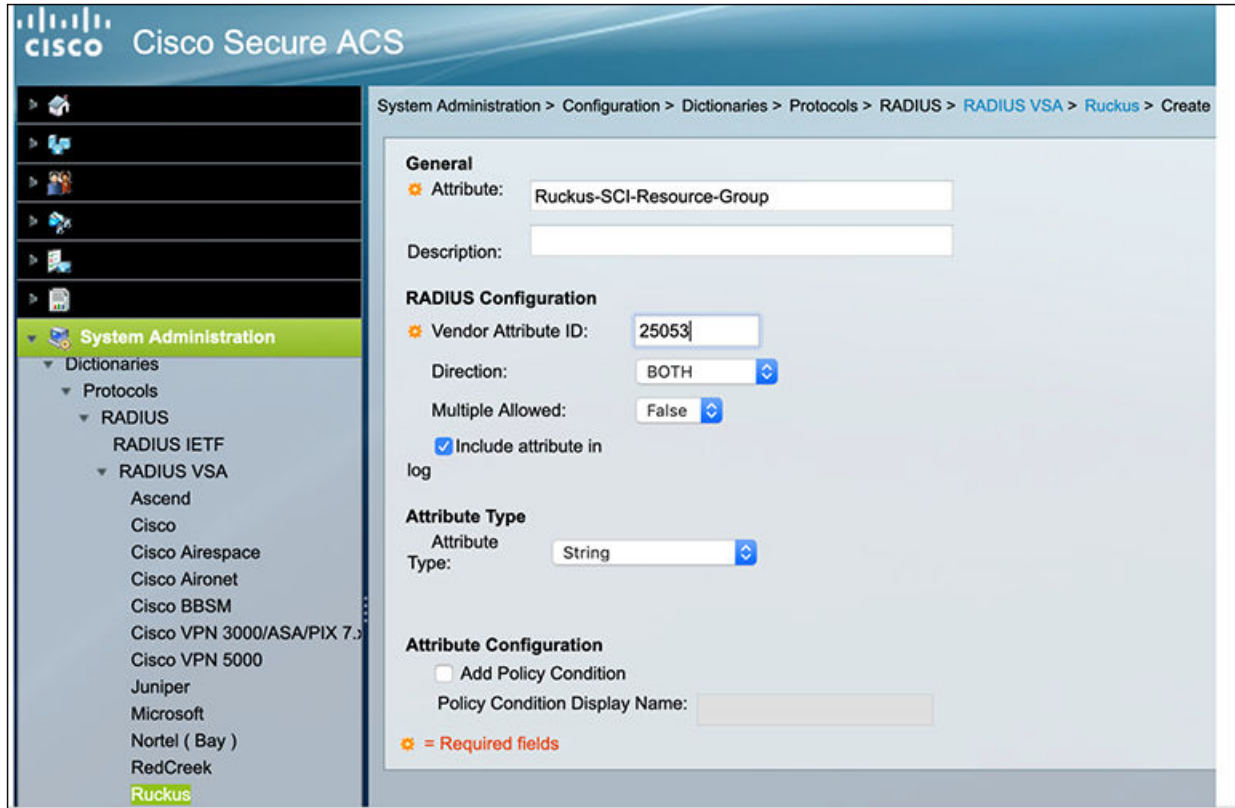 CISCO Cisco Secure ACS
System Administration > Configuration > Dictionaries > Protocols > RADIUS > RADIUS VSA > Ruckus > Create
General
Attribute: Ruckus-SCI-Resource-Group
Description:
RADIUS Configuration
Vendor Attribute ID: 25053
Direction: BOTH
Multiple Allowed: False
Include attribute in
log
Attribute Type
Attribute
Type: String
Attribute Configuration
Add Policy Condition
Policy Condition Display Name:
= Required fields
System Administration
Dictionaries
Protocols
RADIUS
RADIUS IETF
RADIUS VSA
Ascend
Cisco
Cisco Airespace
Cisco Aironet
Cisco BBSM
Cisco VPN 3000/ASA/PIX 7.x
Cisco VPN 5000
Juniper
Microsoft
Nortel ( Bay )
RedCreek
Ruckus